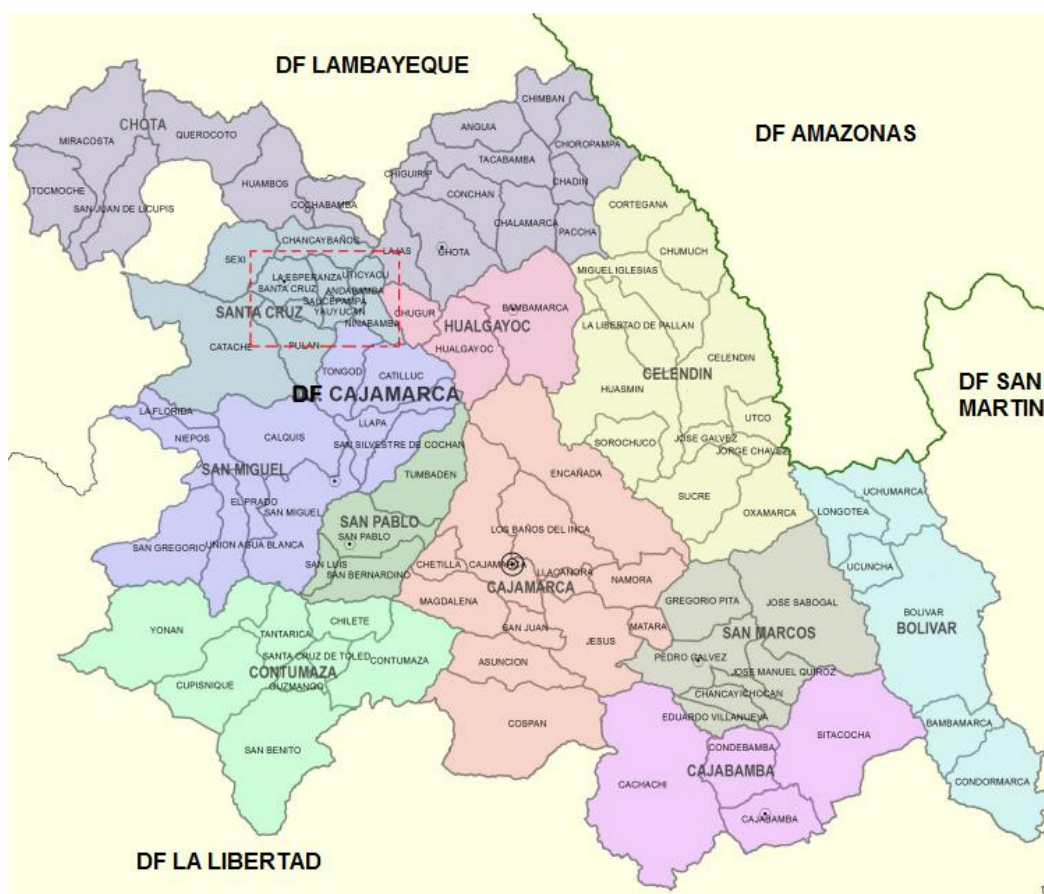 DF LAMBAYEQUE
CHIMBAN
CHOTA
MIRACOSTA
QUEROCOTO
ANGUIA
DF AMAZONAS
CHOROPAMPA
TACABAMBA
CHIGUIRIP
CHADIN
TOCMOCHE
HUAMBOS
CONCHAN
SAN JUAN DE LICUPIS
COCHABAMBA
CORTEGANA
CHALAMARCA
PACCHA
CHANCAYBAÑOS
LAJAS
CHOTA
CHUMUCH
SEXI
LA ESPERANZA
UTICYACU
MIGUEL IGLESIAS
SANTA CRUZ
ANDABAMBA
SAUCEPAMPA
SANTA CRUZ
YAUYUCAN
NINABAMBA
CHUGUR
BAMBAMARCA
HUALGAYOC
LA LIBERTAD DE PALLAN
CATACHE
PULAN
HUALGAYOC
CELENDIN
TONGOD
CATILLUC
CELENDIN
DF SAN
MARTIN
DF CAJAMARCA
HUASMIN
LA FLORIDA
LLAPA
UTCO
NIEPOS
CALQUIS
SAN SILVESTRE DE COCHAN
SOROCHUCO
JOSE GALVEZ
JORGE CHAVEZ
SAN MIGUEL
TUMBADEN
ENCAÑADA
UCHUMARCA
EL PRADO
SUCRE
LONGOTEA
SAN MIGUEL
SAN PABLO
LOS BAÑOS DEL INCA
OXAMARCA
SAN PABLO
SAN GREGORIO
UNION AGUA BLANCA
SAN LUIS
CHETILLA
CAJAMARCA
LLACANORA
UCUNCHA
SAN BERNARDINO
CAJAMARCA
NAMORA
MAGDALENA
GREGORIO PITA
JOSE SABOGAL
BOLIVAR
CHILETE
BOLIVAR
YONAN
TANTARICA
SAN JUAN
MATARA
SAN MARCOS
JESUS
SANTA CRUZ DE TOLED
CONTUMAZA
ASUNCION
PEDRO GALVEZ
CONTUMAZA
JOSE MANUEL QUIROZ
CUPISNIQUE
GUZMANGO
CHANCAY
ICHOCAN
COSPAN
EDUARDO VILLANUEVA
BAMBAMARCA
SITACOCHA
SAN BENITO
CONDEBAMBA
CAJABAMBA
CONDORMARCA
CACHACHI
CAJABAMBA
DF LA LIBERTAD